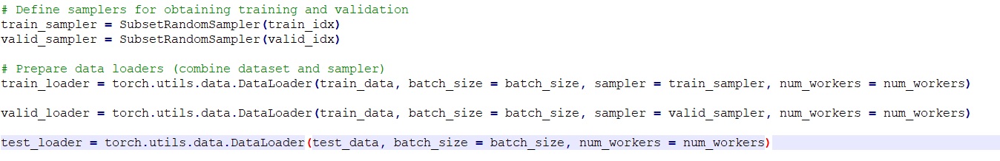 # Define samplers for obtaining training and validation
train_sampler = SubsetRandomSampler(train_idx)
valid_sampler = SubsetRandomSampler(valid_idx)
# Prepare data loaders (combine dataset and sampler)
train_loader = torch.utils.data.DataLoader(train_data, batch_size = batch_size, sampler = train_sampler, num_workers = num_workers)
valid_loader = torch.utils.data.DataLoader(train_data, batch_size = batch_size, sampler = valid_sampler, num_workers = num_workers)
test_loader = torch.utils.data.DataLoader(test_data, batch_size = batch_size, num_workers = num_workers)